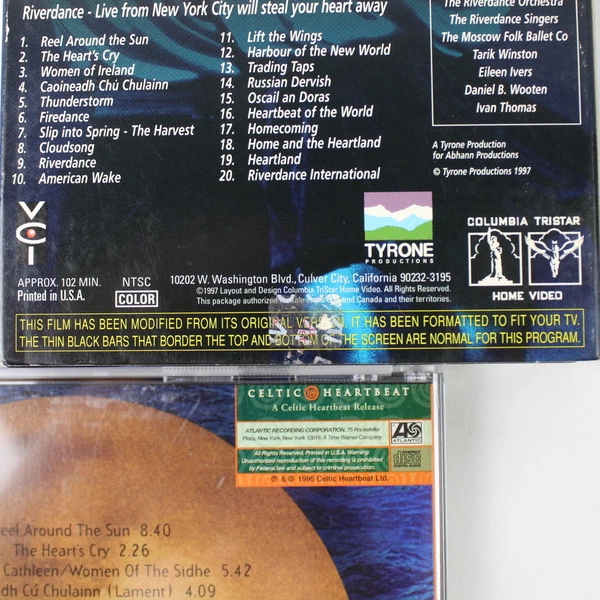 Riverdance - Live from New York City will steal your heart away
1. Reel Around the Sun
2. The Heart's Cry
3. Women of Ireland
4. Caoineadh Chú Chulainn
5. Thunderstorm
6. Firedance
7. Slip into Spring - The Harvest
8. Cloudsong
9. Riverdance
10. American Wake
11. Lift the Wings
12. Harbour of the New World
13. Trading Taps
14. Russian Dervish
15. Oscail an Doras
16. Heartbeat of the World
17. Homecoming
18. Home and the Heartland
19. Heartland
20. Riverdance International
The Riverdance Orchestra
The Riverdance Singers
The Moscow Folk Ballet Co
Tarik Winston
Eileen Ivers
Daniel B. Wooten
Ivan Thomas
A Tyrone Production
for Abhann Productions
© Tyrone Productions 1997
VCI
TYRONE
PRODUCTIONS
COLUMBIA TRISTAR
HOME VIDEO
APPROX. 102 MIN.
Printed in U.S.A.
NTSC
COLOR
10202 W. Washington Blvd., Culver City, California 90232-3195
©1997 Layout and Design Columbia TriStar Home Video. All Rights Reserved.
This package authorized sale and Canada and their territories.
THIS FILM HAS BEEN MODIFIED FROM ITS ORIGINAL VERSION. IT HAS BEEN FORMATTED TO FIT YOUR TV.
THE THIN BLACK BARS THAT BORDER THE TOP AND BOTTOM OF THE SCREEN ARE NORMAL FOR THIS PROGRAM.
CELTIC HEARTBEAT
A Celtic Heartbeat Release
ATLANTIC RECORDING CORPORATION, 75 Rockefeller
Plaza, New York, New York 10019. A Time Warner Company.
ATLANTIC
All Rights Reserved. Printed in U.S.A. Warning:
Unauthorized reproduction of this recording is prohibited
by Federal law and subject to criminal prosecution.
COMPACT
disc
DIGITAL AUDIO
℗ & © 1995 Celtic Heartbeat Ltd.
eel Around The Sun 8.40
The Heart's Cry 2.26
Cathleen/Women Of The Sidhe 5.42
dh Cú Chulainn (Lament) 4.09